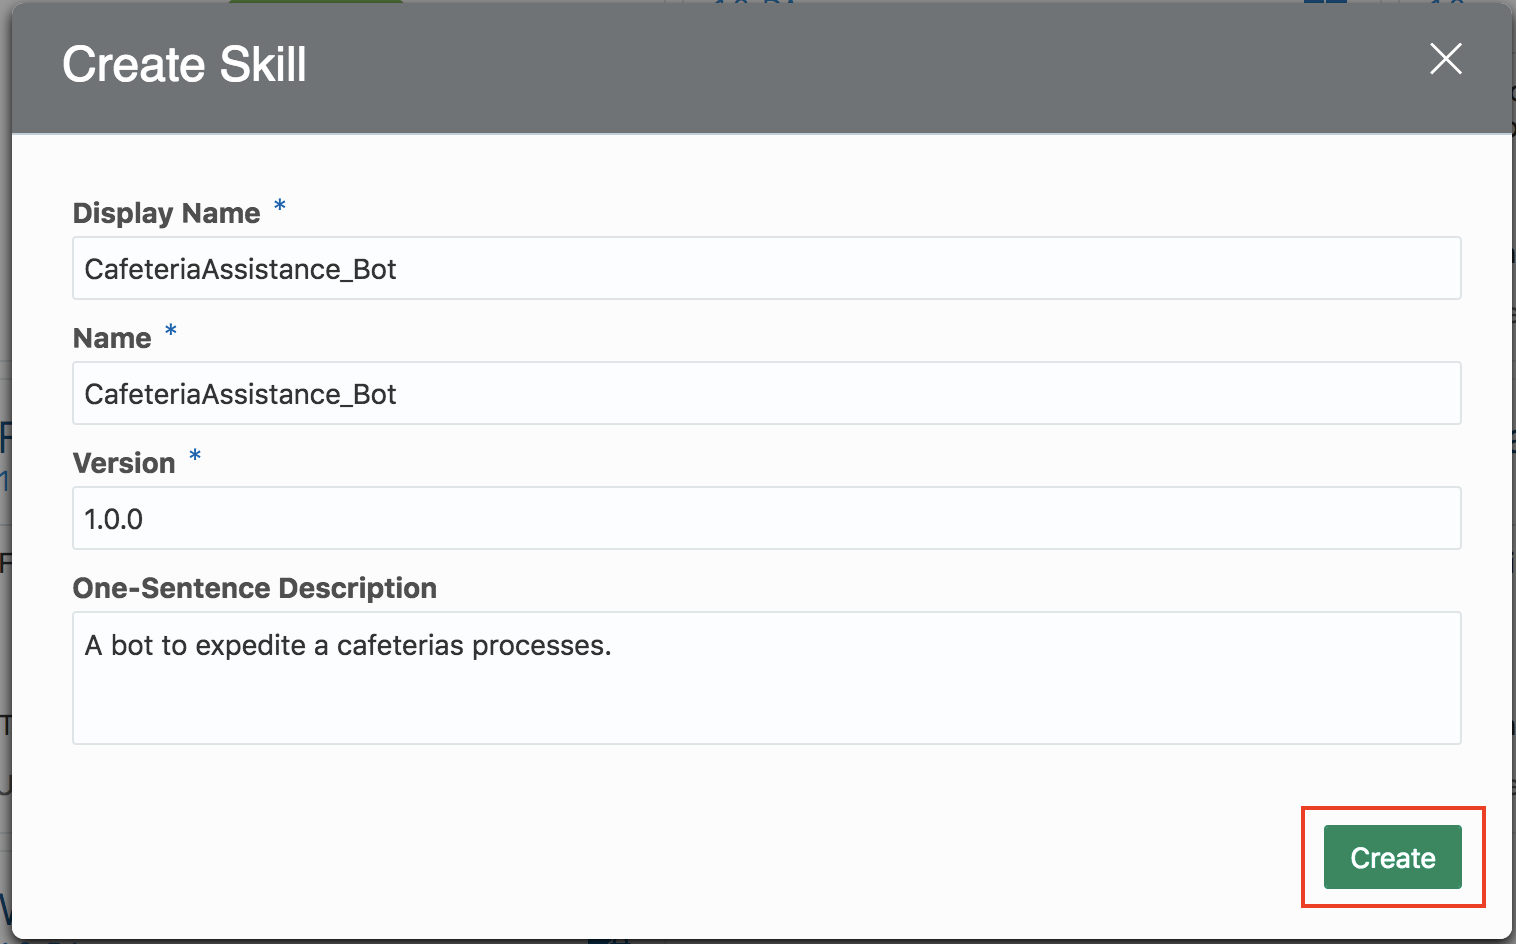 Create Skill
Display Name *
CafeteriaAssistance_Bot
Name *
CafeteriaAssistance_Bot
Version *
1.0.0
One-Sentence Description
A bot to expedite a cafeterias processes.
Create